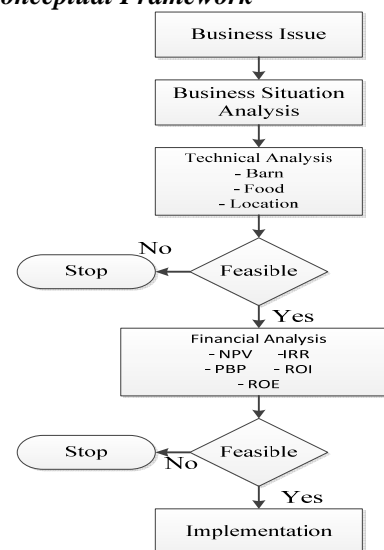 onceptual Framework
Business Issue
Business Situation
Analysis
Technical Analysis
- Barn
- Food
- Location
No
Stop
Feasible
Yes
Financial Analysis
- NPV -IRR
- PBP - ROI
- ROE
Stop
Feasible
No
Yes
Implementation